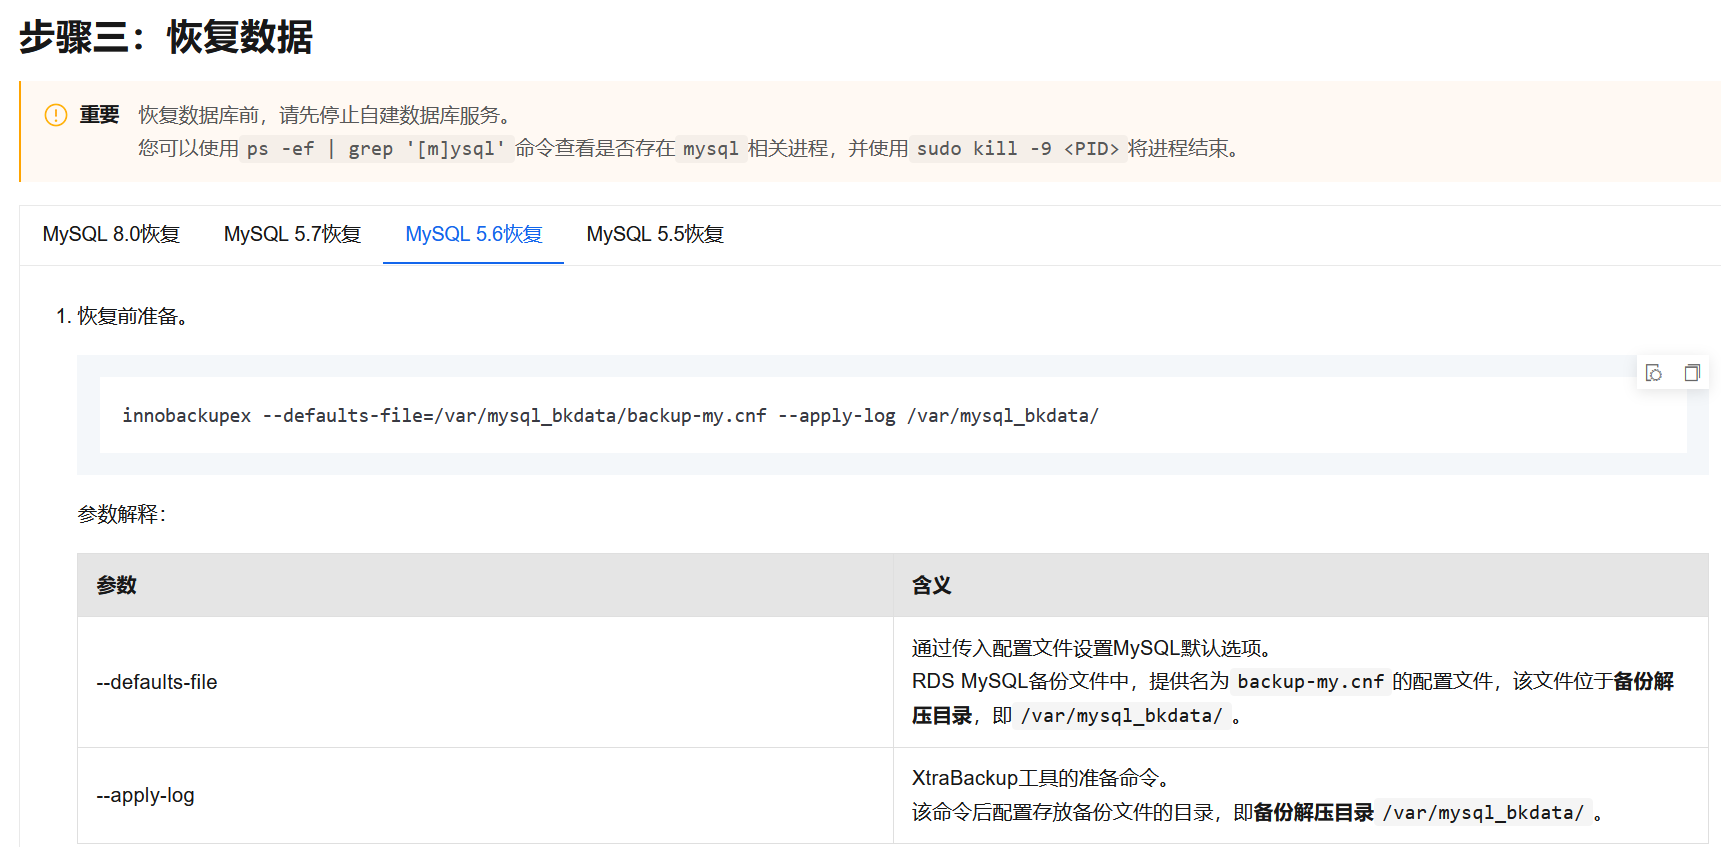 步骤三：恢复数据
重要 恢复数据库前，请先停止自建数据库服务。
您可以使用 ps -ef | grep '[m]ysql' 命令查看是否存在 mysql 相关进程，并使用 sudo kill -9 <PID> 将进程结束。
MySQL 8.0恢复 MySQL 5.7恢复 MySQL 5.6恢复 MySQL 5.5恢复
1. 恢复前准备。
innobackupex --defaults-file=/var/mysql_bkdata/backup-my.cnf --apply-log /var/mysql_bkdata/
参数解释：
参数 含义
--defaults-file
通过传入配置文件设置MySQL默认选项。
RDS MySQL备份文件中，提供名为 backup-my.cnf 的配置文件，该文件位于备份解
压目录，即 /var/mysql_bkdata/ 。
--apply-log
XtraBackup工具的准备命令。
该命令后配置存放备份文件的目录，即备份解压目录 /var/mysql_bkdata/ 。